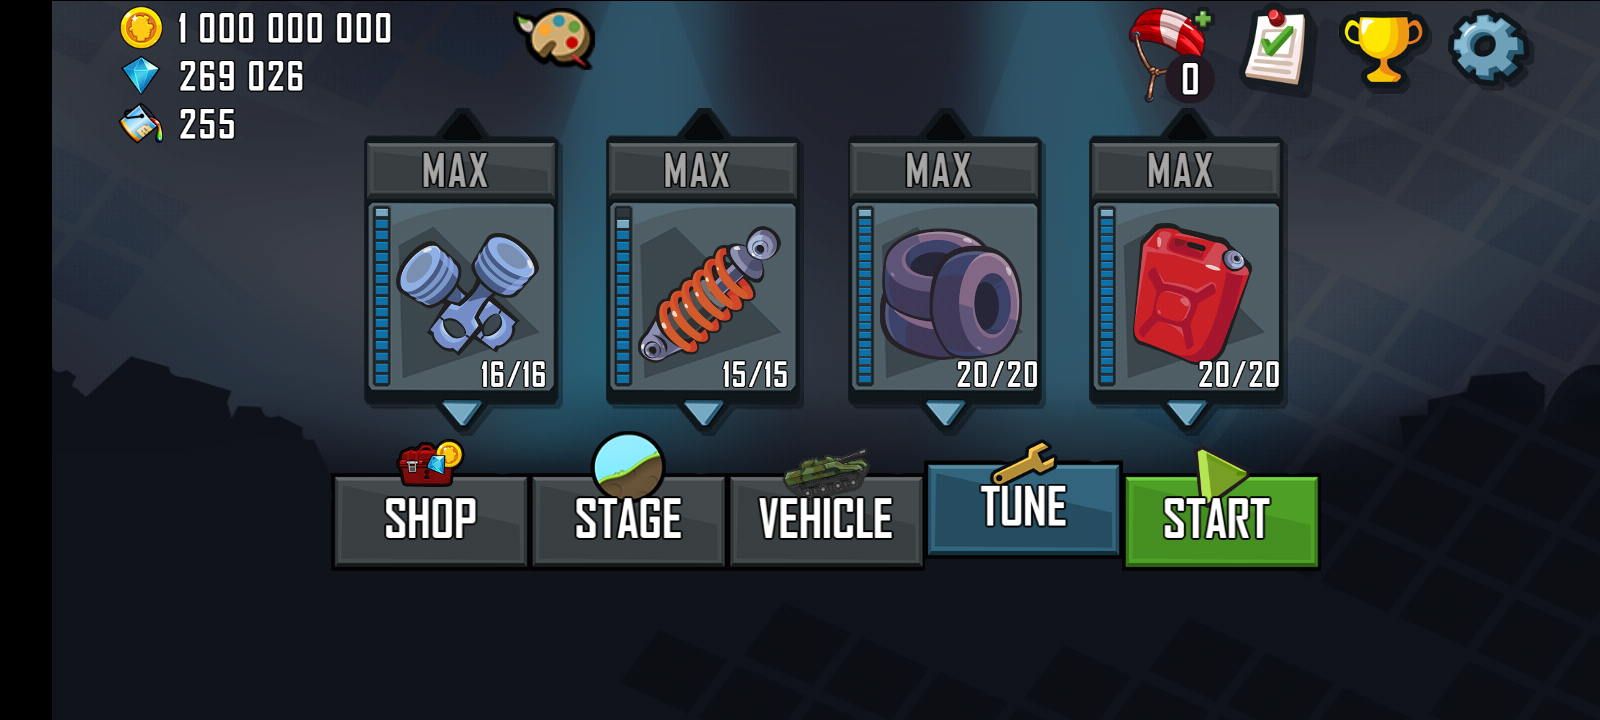 1 000 000 000
269 026
255
0
MAX
MAX
MAX
MAX
16/16
15/15
20/20
20/20
SHOP
STAGE
VEHICLE
TUNE
START